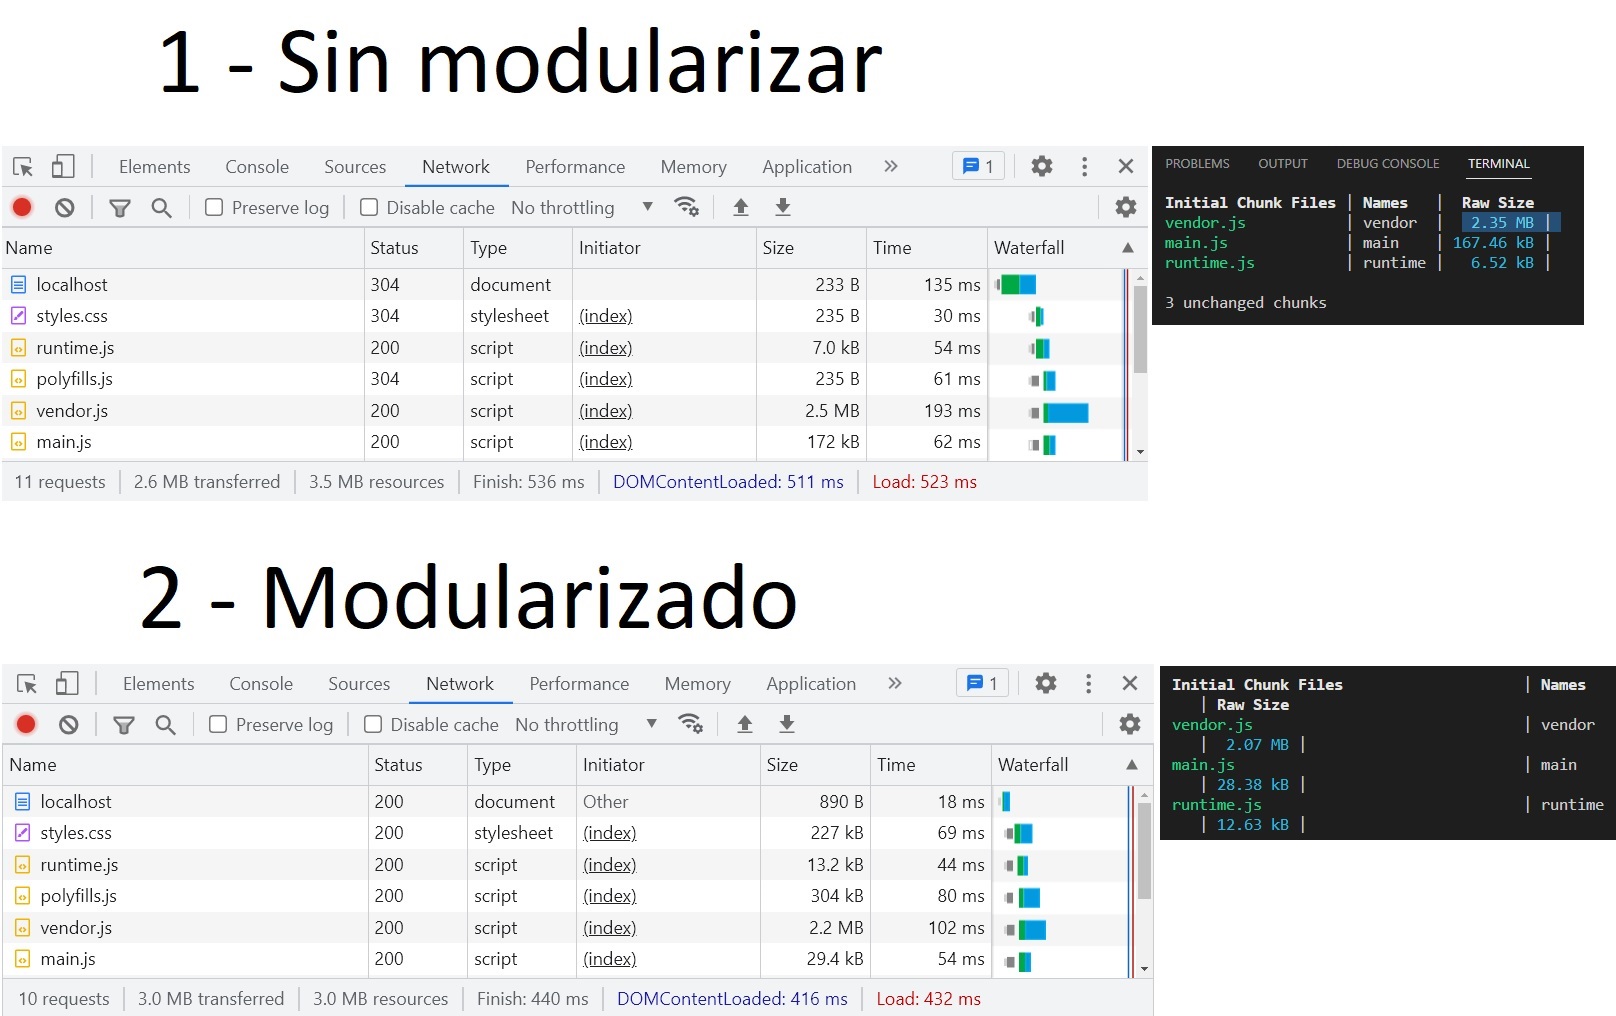 1 - Sin modularizar
Elements Console Sources Network Performance Memory Application » 1
Preserve log Disable cache No throttling
Name Status Type Initiator Size Time Waterfall
localhost 304 document 233 B 135 ms
styles.css 304 stylesheet (index) 235 B 30 ms
runtime.js 200 script (index) 7.0 kB 54 ms
polyfills.js 304 script (index) 235 B 61 ms
vendor.js 200 script (index) 2.5 MB 193 ms
main.js 200 script (index) 172 kB 62 ms
11 requests 2.6 MB transferred 3.5 MB resources Finish: 536 ms DOMContentLoaded: 511 ms Load: 523 ms
PROBLEMS OUTPUT DEBUG CONSOLE TERMINAL
Initial Chunk Files | Names | Raw Size
vendor.js | vendor | 2.35 MB |
main.js | main | 167.46 kB |
runtime.js | runtime | 6.52 kB |
3 unchanged chunks
2 - Modularizado
Elements Console Sources Network Performance Memory Application » 1
Preserve log Disable cache No throttling
Name Status Type Initiator Size Time Waterfall
localhost 200 document Other 890 B 18 ms
styles.css 200 stylesheet (index) 227 kB 69 ms
runtime.js 200 script (index) 13.2 kB 44 ms
polyfills.js 200 script (index) 304 kB 80 ms
vendor.js 200 script (index) 2.2 MB 102 ms
main.js 200 script (index) 29.4 kB 54 ms
10 requests 3.0 MB transferred 3.0 MB resources Finish: 440 ms DOMContentLoaded: 416 ms Load: 432 ms
Initial Chunk Files | Names
| Raw Size
vendor.js | vendor
| 2.07 MB |
main.js | main
| 28.38 kB |
runtime.js | runtime
| 12.63 kB |